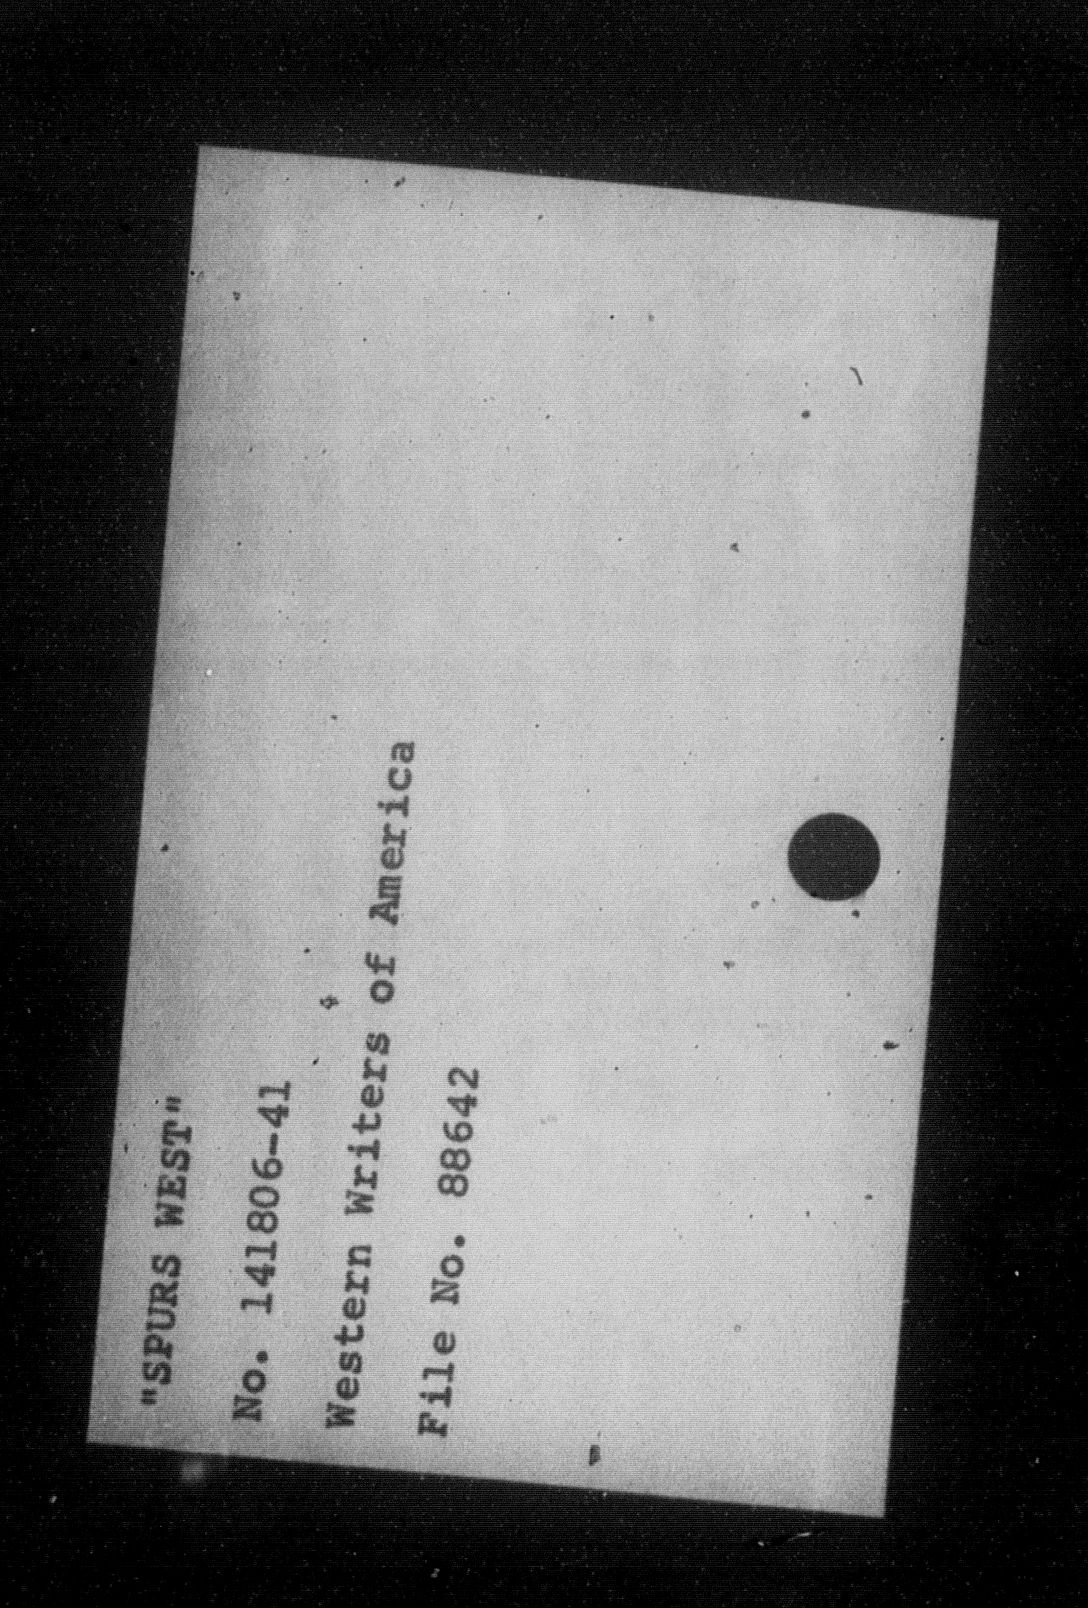 "SPURS WEST"
No. 141806-41
Western Writers of America
File No. 88642